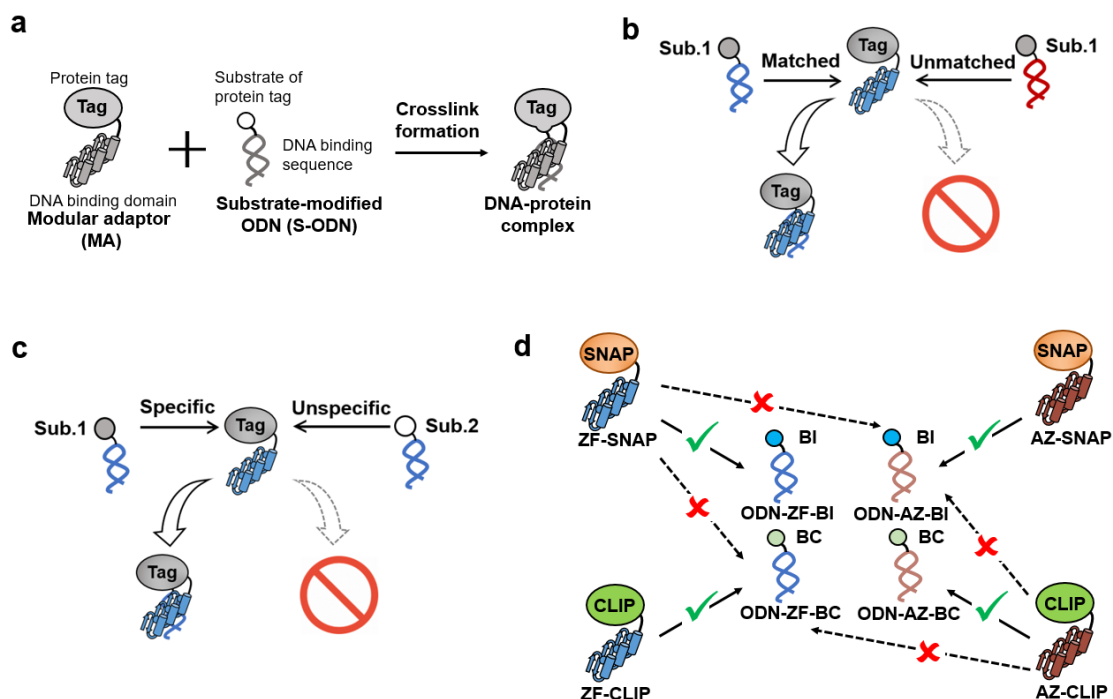 a
Protein tag
Tag
DNA binding domain
Modular adaptor
(MA)
Substrate of
protein tag
DNA binding
sequence
Substrate-modified
ODN (S-ODN)
Crosslink
formation
Tag
DNA-protein
complex
b
Sub.1
Matched
Tag
Unmatched
Sub.1
Tag
c
Sub.1
Specific
Tag
Unspecific
Sub.2
Tag
d
SNAP
ZF-SNAP
SNAP
AZ-SNAP
BI
ODN-ZF-BI
BI
ODN-AZ-BI
BC
ODN-ZF-BC
BC
ODN-AZ-BC
CLIP
ZF-CLIP
CLIP
AZ-CLIP